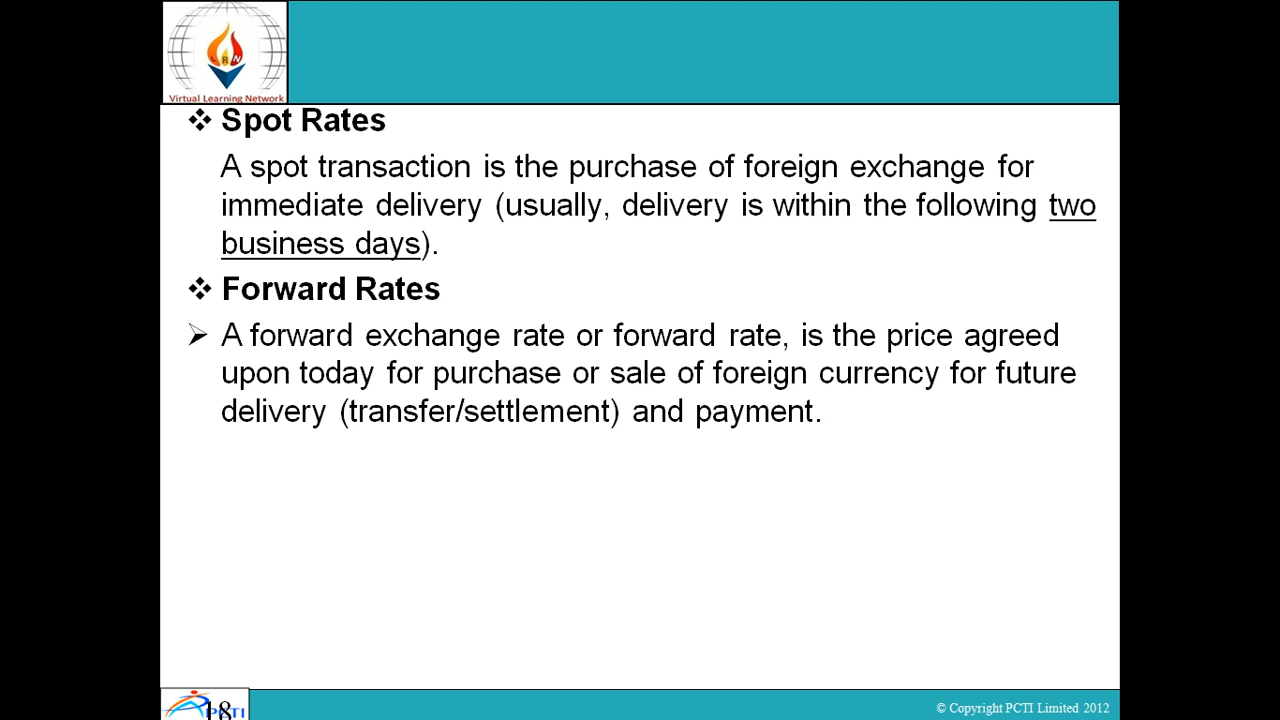 LRN
Virtual Learning Network
❖ Spot Rates
A spot transaction is the purchase of foreign exchange for
immediate delivery (usually, delivery is within the following two
business days).
❖ Forward Rates
➢ A forward exchange rate or forward rate, is the price agreed
upon today for purchase or sale of foreign currency for future
delivery (transfer/settlement) and payment.
18
PCTI
© Copyright PCTI Limited 2012